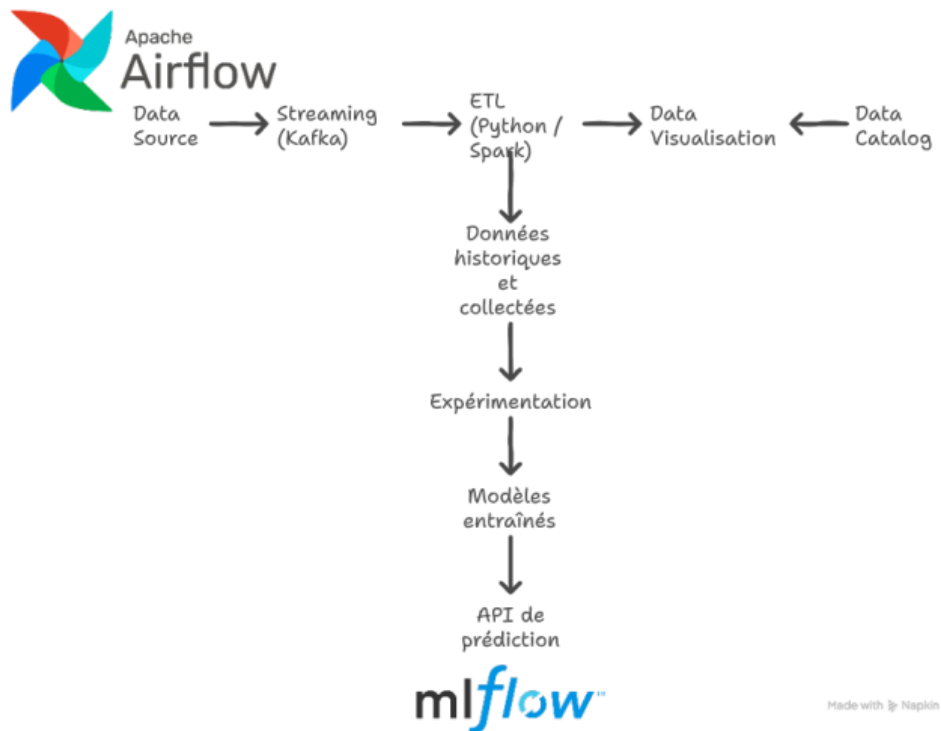 Apache
Airflow
Data
Source
Streaming
(Kafka)
ETL
(Python /
Spark)
Data
Visualisation
Data
Catalog
Données
historiques
et
collectées
Expérimentation
Modèles
entraînés
API de
prédiction
mlflow™
Made with Napkin